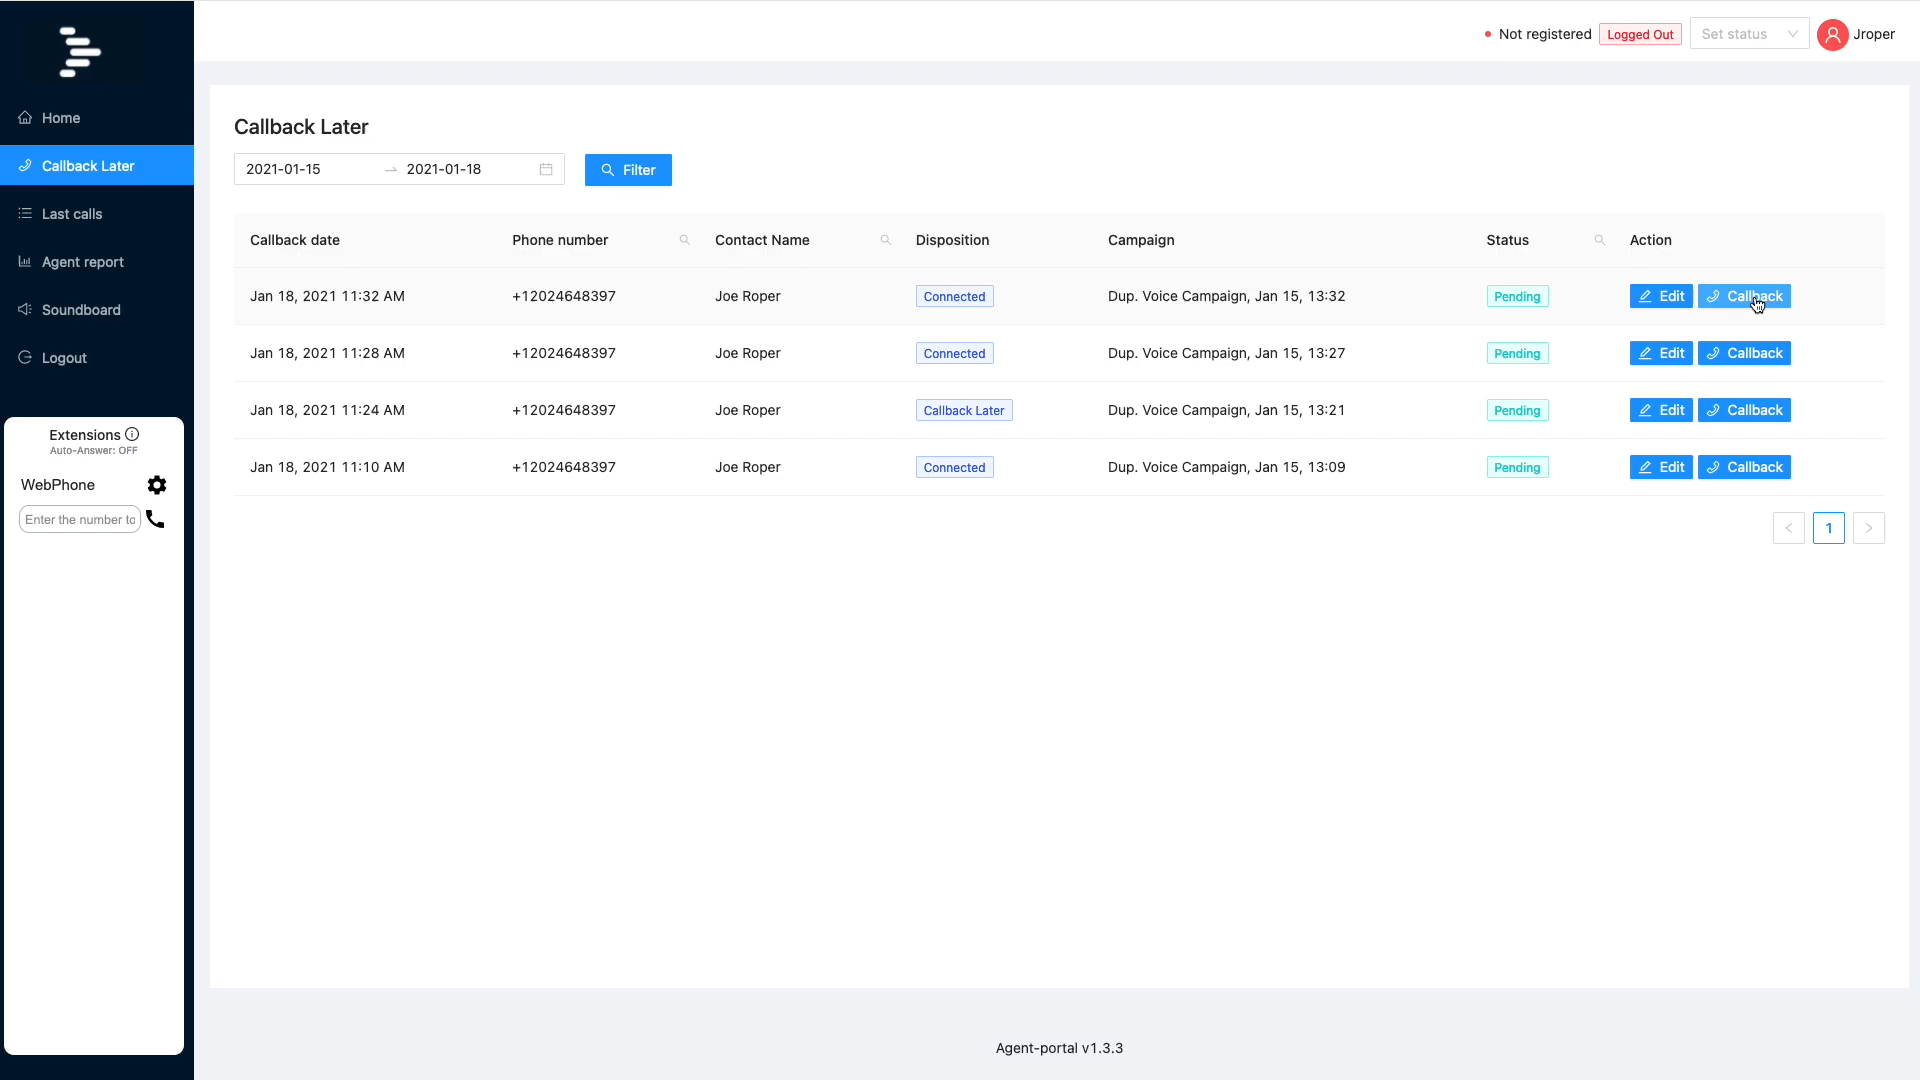 Not registered Logged Out Set status Jroper
Home
Callback Later
Last calls
Agent report
Soundboard
Logout
Extensions
Auto-Answer: OFF
WebPhone
Enter the number to
Callback Later
2021-01-15 → 2021-01-18 Filter
Callback date Phone number Contact Name Disposition Campaign Status Action
Jan 18, 2021 11:32 AM +12024648397 Joe Roper Connected Dup. Voice Campaign, Jan 15, 13:32 Pending Edit Callback
Jan 18, 2021 11:28 AM +12024648397 Joe Roper Connected Dup. Voice Campaign, Jan 15, 13:27 Pending Edit Callback
Jan 18, 2021 11:24 AM +12024648397 Joe Roper Callback Later Dup. Voice Campaign, Jan 15, 13:21 Pending Edit Callback
Jan 18, 2021 11:10 AM +12024648397 Joe Roper Connected Dup. Voice Campaign, Jan 15, 13:09 Pending Edit Callback
< 1 >
Agent-portal v1.3.3